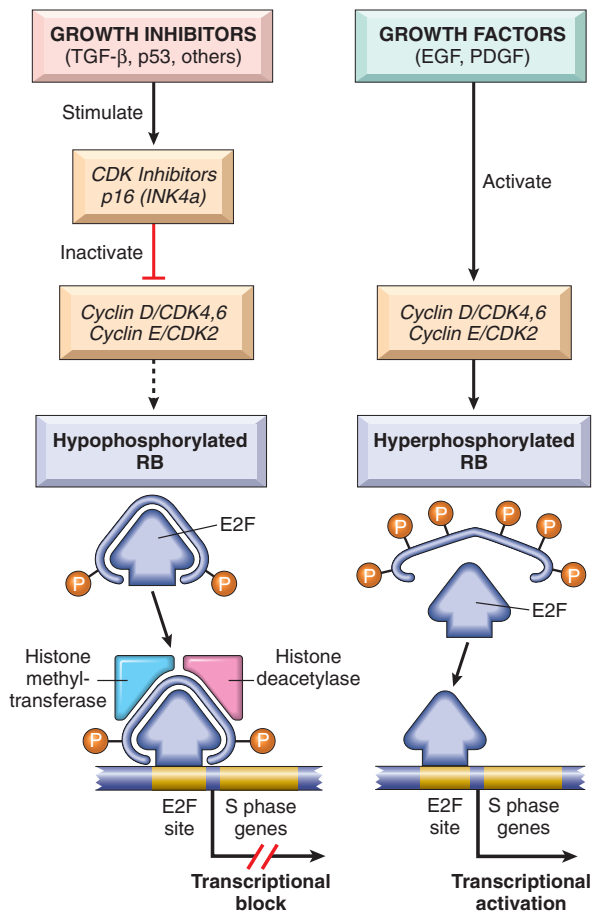 GROWTH INHIBITORS
(TGF-β, p53, others)
Stimulate
CDK Inhibitors
p16 (INK4a)
Inactivate
Cyclin D/CDK4,6
Cyclin E/CDK2
Hypophosphorylated
RB
E2F
P
P
Histone
methyl-
transferase
Histone
deacetylase
P
P
E2F
site
S phase
genes
Transcriptional
block
GROWTH FACTORS
(EGF, PDGF)
Activate
Cyclin D/CDK4,6
Cyclin E/CDK2
Hyperphosphorylated
RB
P
P
P
P
P
P
E2F
E2F
site
S phase
genes
Transcriptional
activation